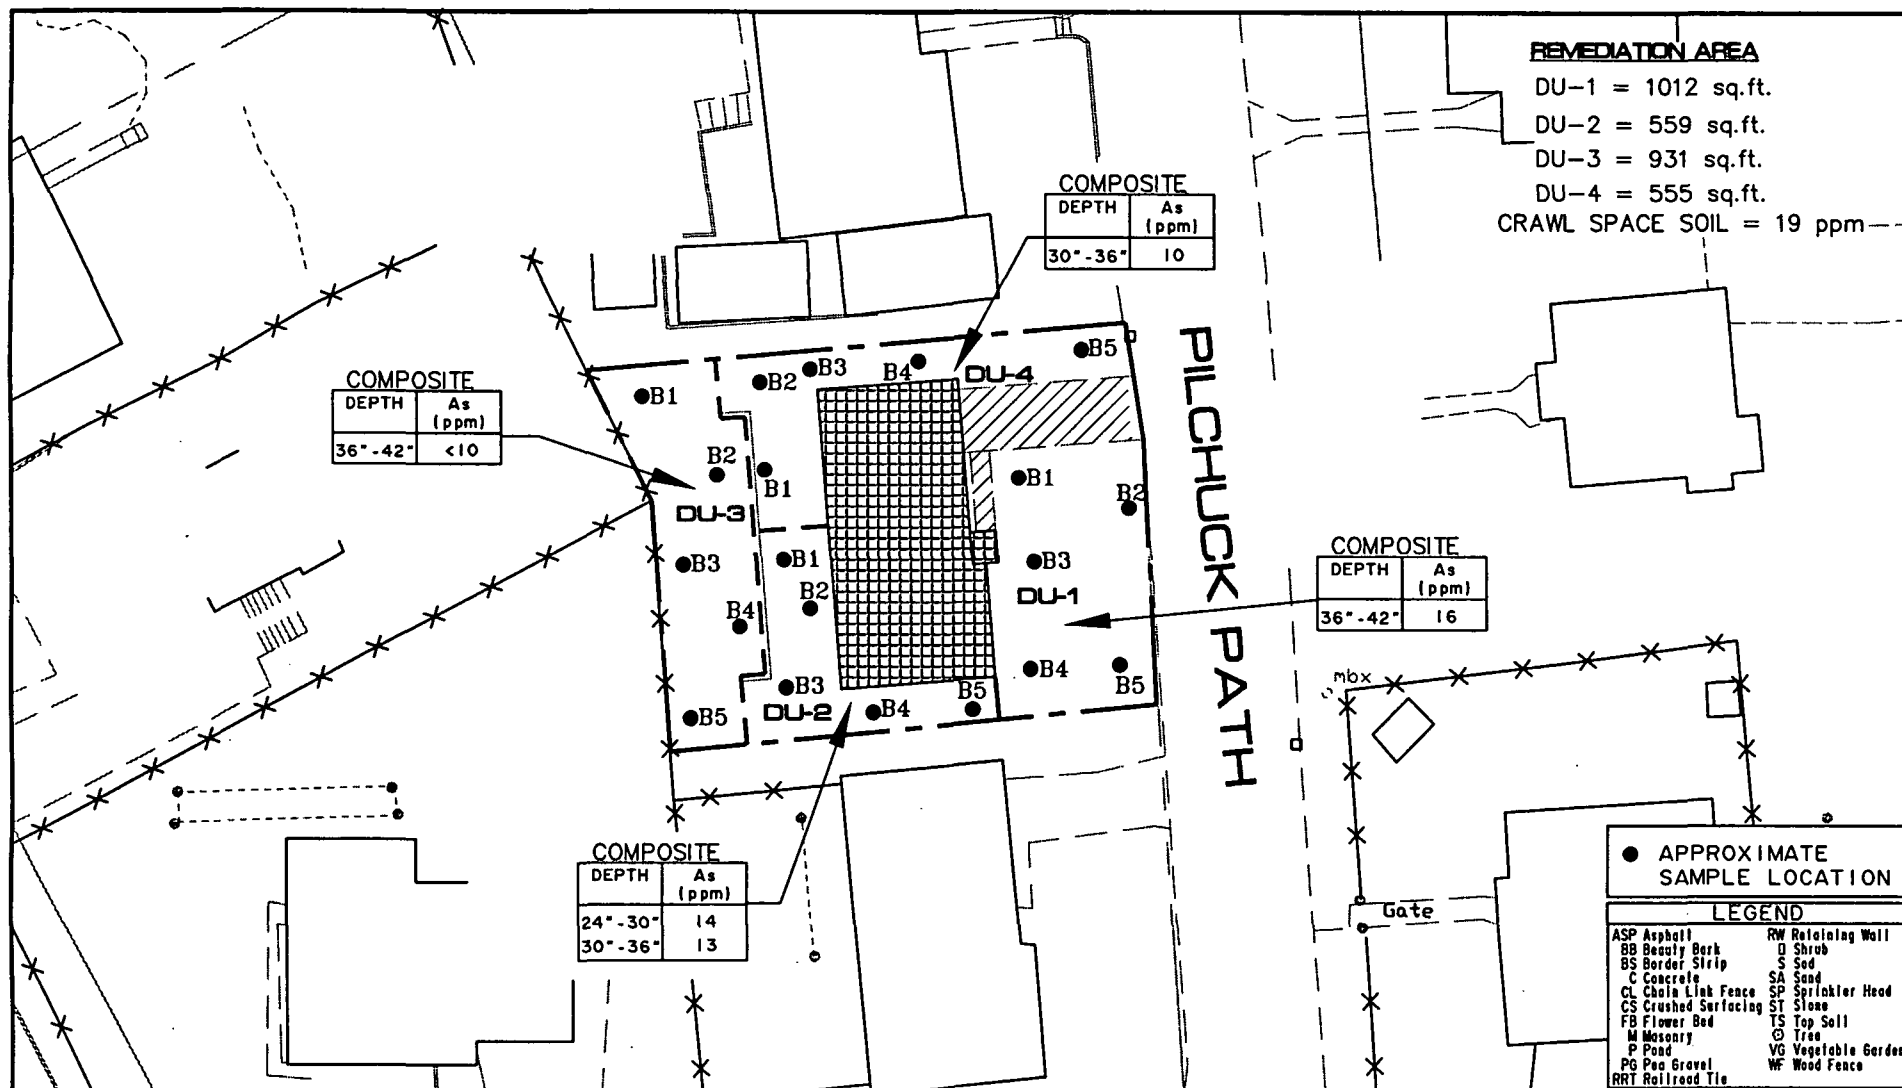 REMEDIATION AREA
DU-1 = 1012 sq.ft.
DU-2 = 559 sq.ft.
DU-3 = 931 sq.ft.
DU-4 = 555 sq.ft.
CRAWL SPACE SOIL = 19 ppm
COMPOSITE
DEPTH As (ppm)
30"-36" 10
COMPOSITE
DEPTH As (ppm)
36"-42" <10
COMPOSITE
DEPTH As (ppm)
36"-42" 16
COMPOSITE
DEPTH As (ppm)
24"-30" 14
30"-36" 13
DU-4
B1
B2
B3
B4
B5
DU-3
B1
B2
B3
B4
B5
DU-2
B1
B2
B3
B4
B5
DU-1
B1
B2
B3
B4
B5
PILCHUCK PATH
mbx
Gate
APPROXIMATE
SAMPLE LOCATION
LEGEND
ASP Asphalt RW Retaining Wall
BB Beauty Bark Shrub
BS Border Strip S Sod
C Concrete SA Sand
CL Chain Link Fence SP Sprinkler Head
CS Crushed Surfacing ST Stone
FB Flower Bed TS Top Soil
M Masonry Tree
P Pond VG Vegetable Garde
PG Pea Gravel WF Wood Fence
RRT Railroad Tie